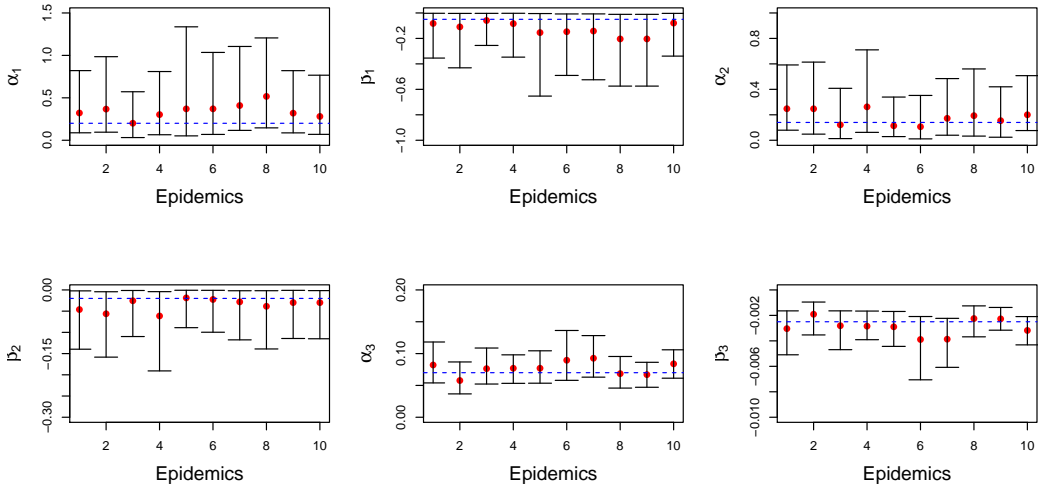 α₁
0.0 0.5 1.0 1.5
2 4 6 8 10
Epidemics
p₁
−1.0 −0.6 −0.2
2 4 6 8 10
Epidemics
α₂
0.0 0.4 0.8
2 4 6 8 10
Epidemics
p₂
−0.30 −0.15 0.00
2 4 6 8 10
Epidemics
α₃
0.00 0.10 0.20
2 4 6 8 10
Epidemics
p₃
−0.010 −0.006 −0.002
2 4 6 8 10
Epidemics